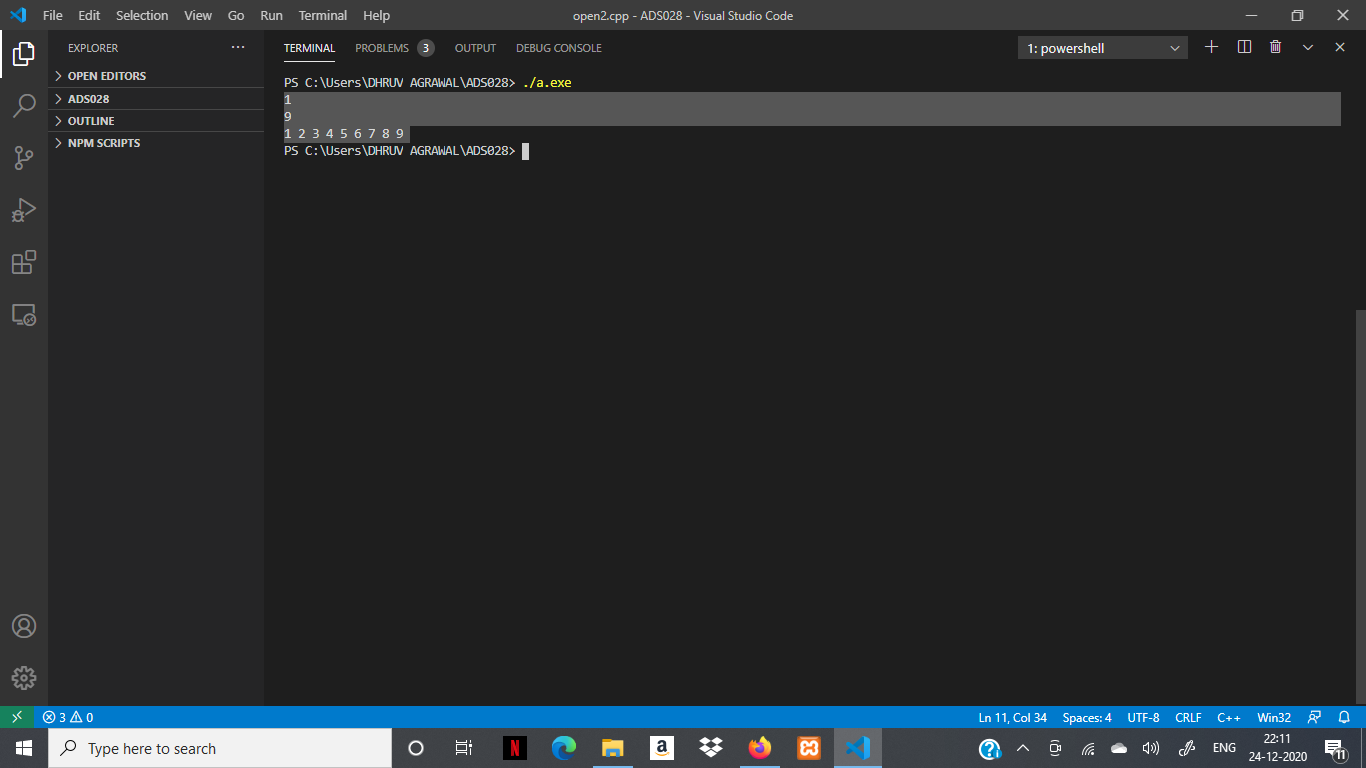 File Edit Selection View Go Run Terminal Help open2.cpp - ADS028 - Visual Studio Code
EXPLORER ···
OPEN EDITORS
ADS028
OUTLINE
NPM SCRIPTS
TERMINAL PROBLEMS 3 OUTPUT DEBUG CONSOLE 1: powershell
PS C:\Users\DHRUV AGRAWAL\ADS028> ./a.exe
1
9
1 2 3 4 5 6 7 8 9
PS C:\Users\DHRUV AGRAWAL\ADS028>
3 0 Ln 11, Col 34 Spaces: 4 UTF-8 CRLF C++ Win32
Type here to search N a ENG 22:11
24-12-2020 11